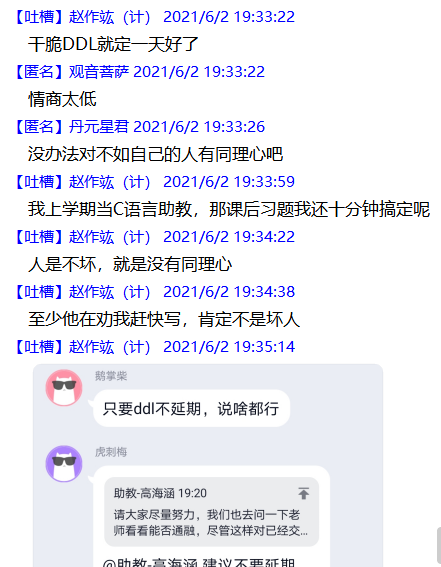 【吐槽】赵作竑（计） 2021/6/2 19:33:22
干脆DDL就定一天好了
【匿名】观音菩萨 2021/6/2 19:33:22
情商太低
【匿名】丹元星君 2021/6/2 19:33:26
没办法对不如自己的人有同理心吧
【吐槽】赵作竑（计） 2021/6/2 19:33:59
我上学期当C语言助教，那课后习题我还十分钟搞定呢
【吐槽】赵作竑（计） 2021/6/2 19:34:22
人是不坏，就是没有同理心
【吐槽】赵作竑（计） 2021/6/2 19:34:38
至少他在劝我赶快写，肯定不是坏人
【吐槽】赵作竑（计） 2021/6/2 19:35:14
鹅掌柴
只要ddl不延期，说啥都行
虎刺梅
助教-高海涵 19:20
请大家尽量努力，我们也去问一下老
师看看能否通融，尽管这样对已经交...
@助教-高海涵 建议不要延期